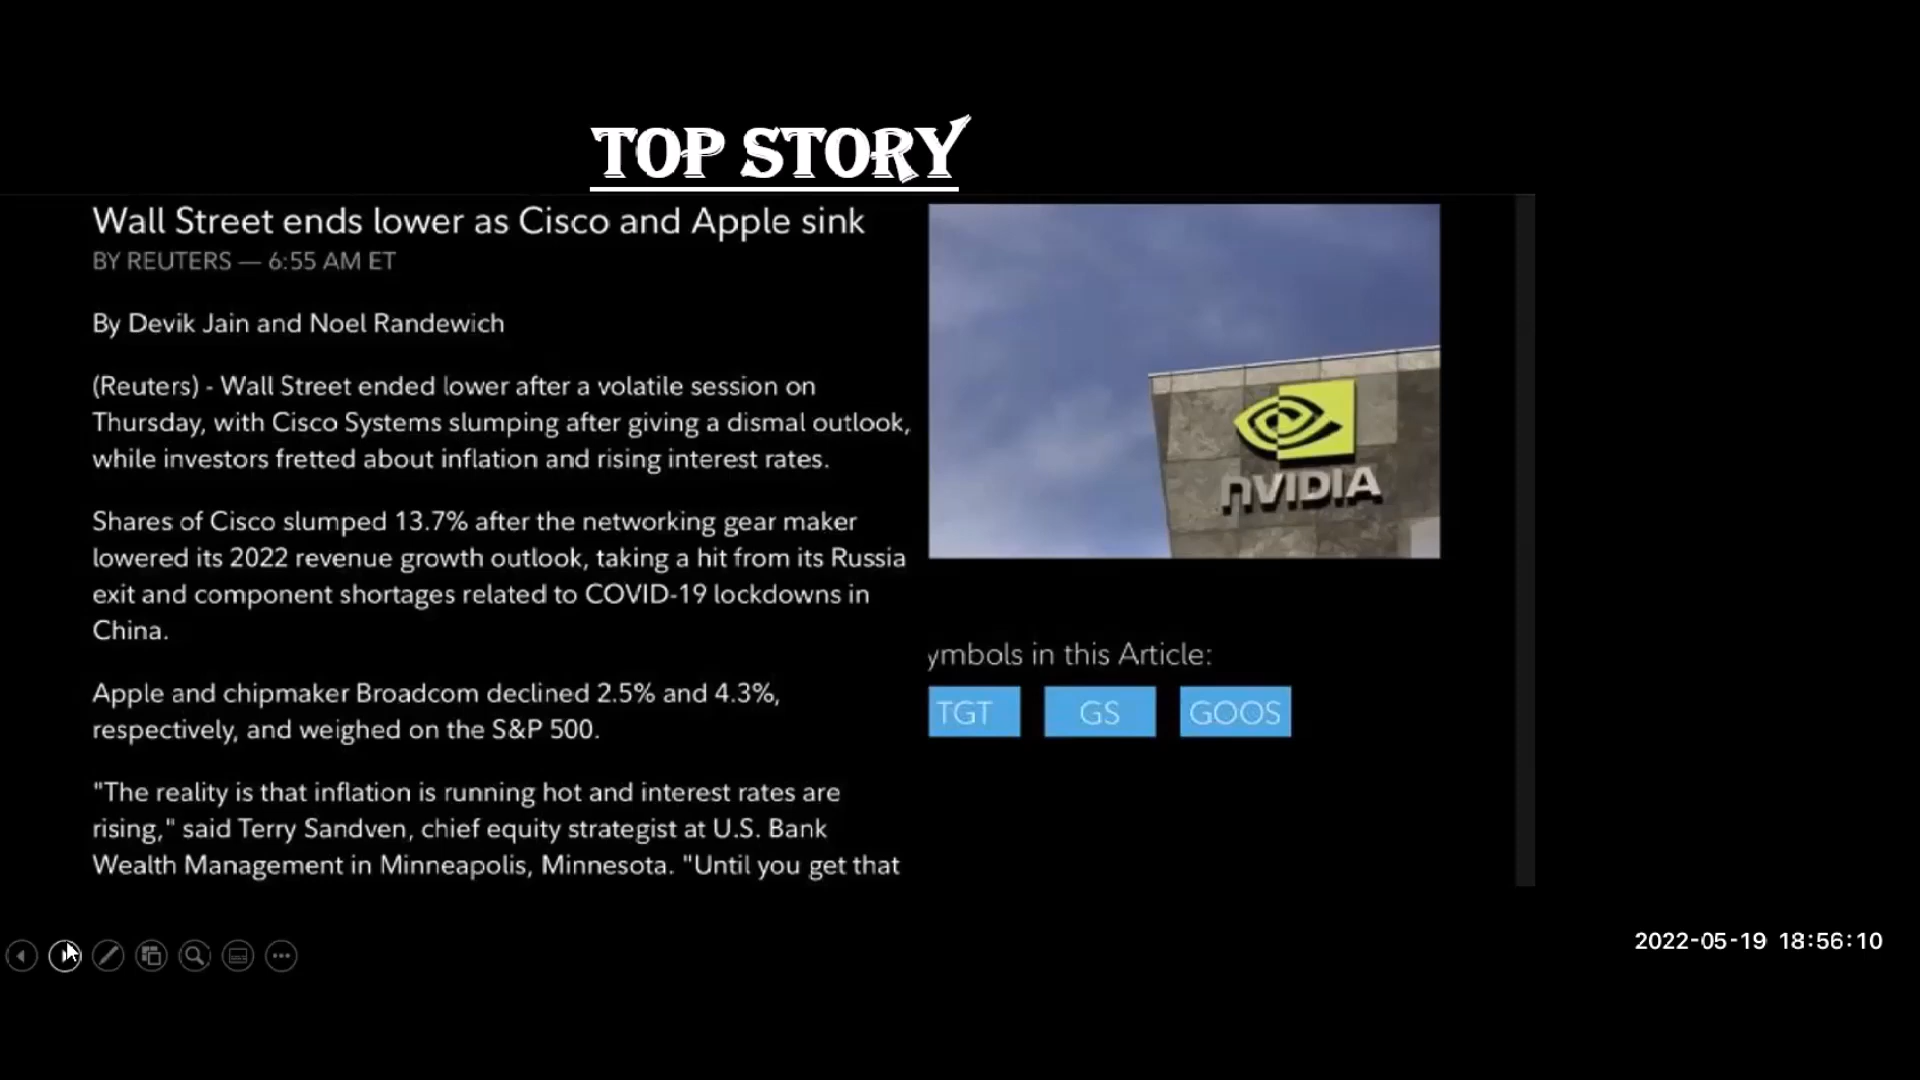 TOP STORY
Wall Street ends lower as Cisco and Apple sink
BY REUTERS — 6:55 AM ET
By Devik Jain and Noel Randewich
(Reuters) - Wall Street ended lower after a volatile session on
Thursday, with Cisco Systems slumping after giving a dismal outlook,
while investors fretted about inflation and rising interest rates.
Shares of Cisco slumped 13.7% after the networking gear maker
lowered its 2022 revenue growth outlook, taking a hit from its Russia
exit and component shortages related to COVID-19 lockdowns in
China.
Apple and chipmaker Broadcom declined 2.5% and 4.3%,
respectively, and weighed on the S&P 500.
"The reality is that inflation is running hot and interest rates are
rising," said Terry Sandven, chief equity strategist at U.S. Bank
Wealth Management in Minneapolis, Minnesota. "Until you get that
NVIDIA
ymbols in this Article:
TGT GS GOOS
2022-05-19 18:56:10